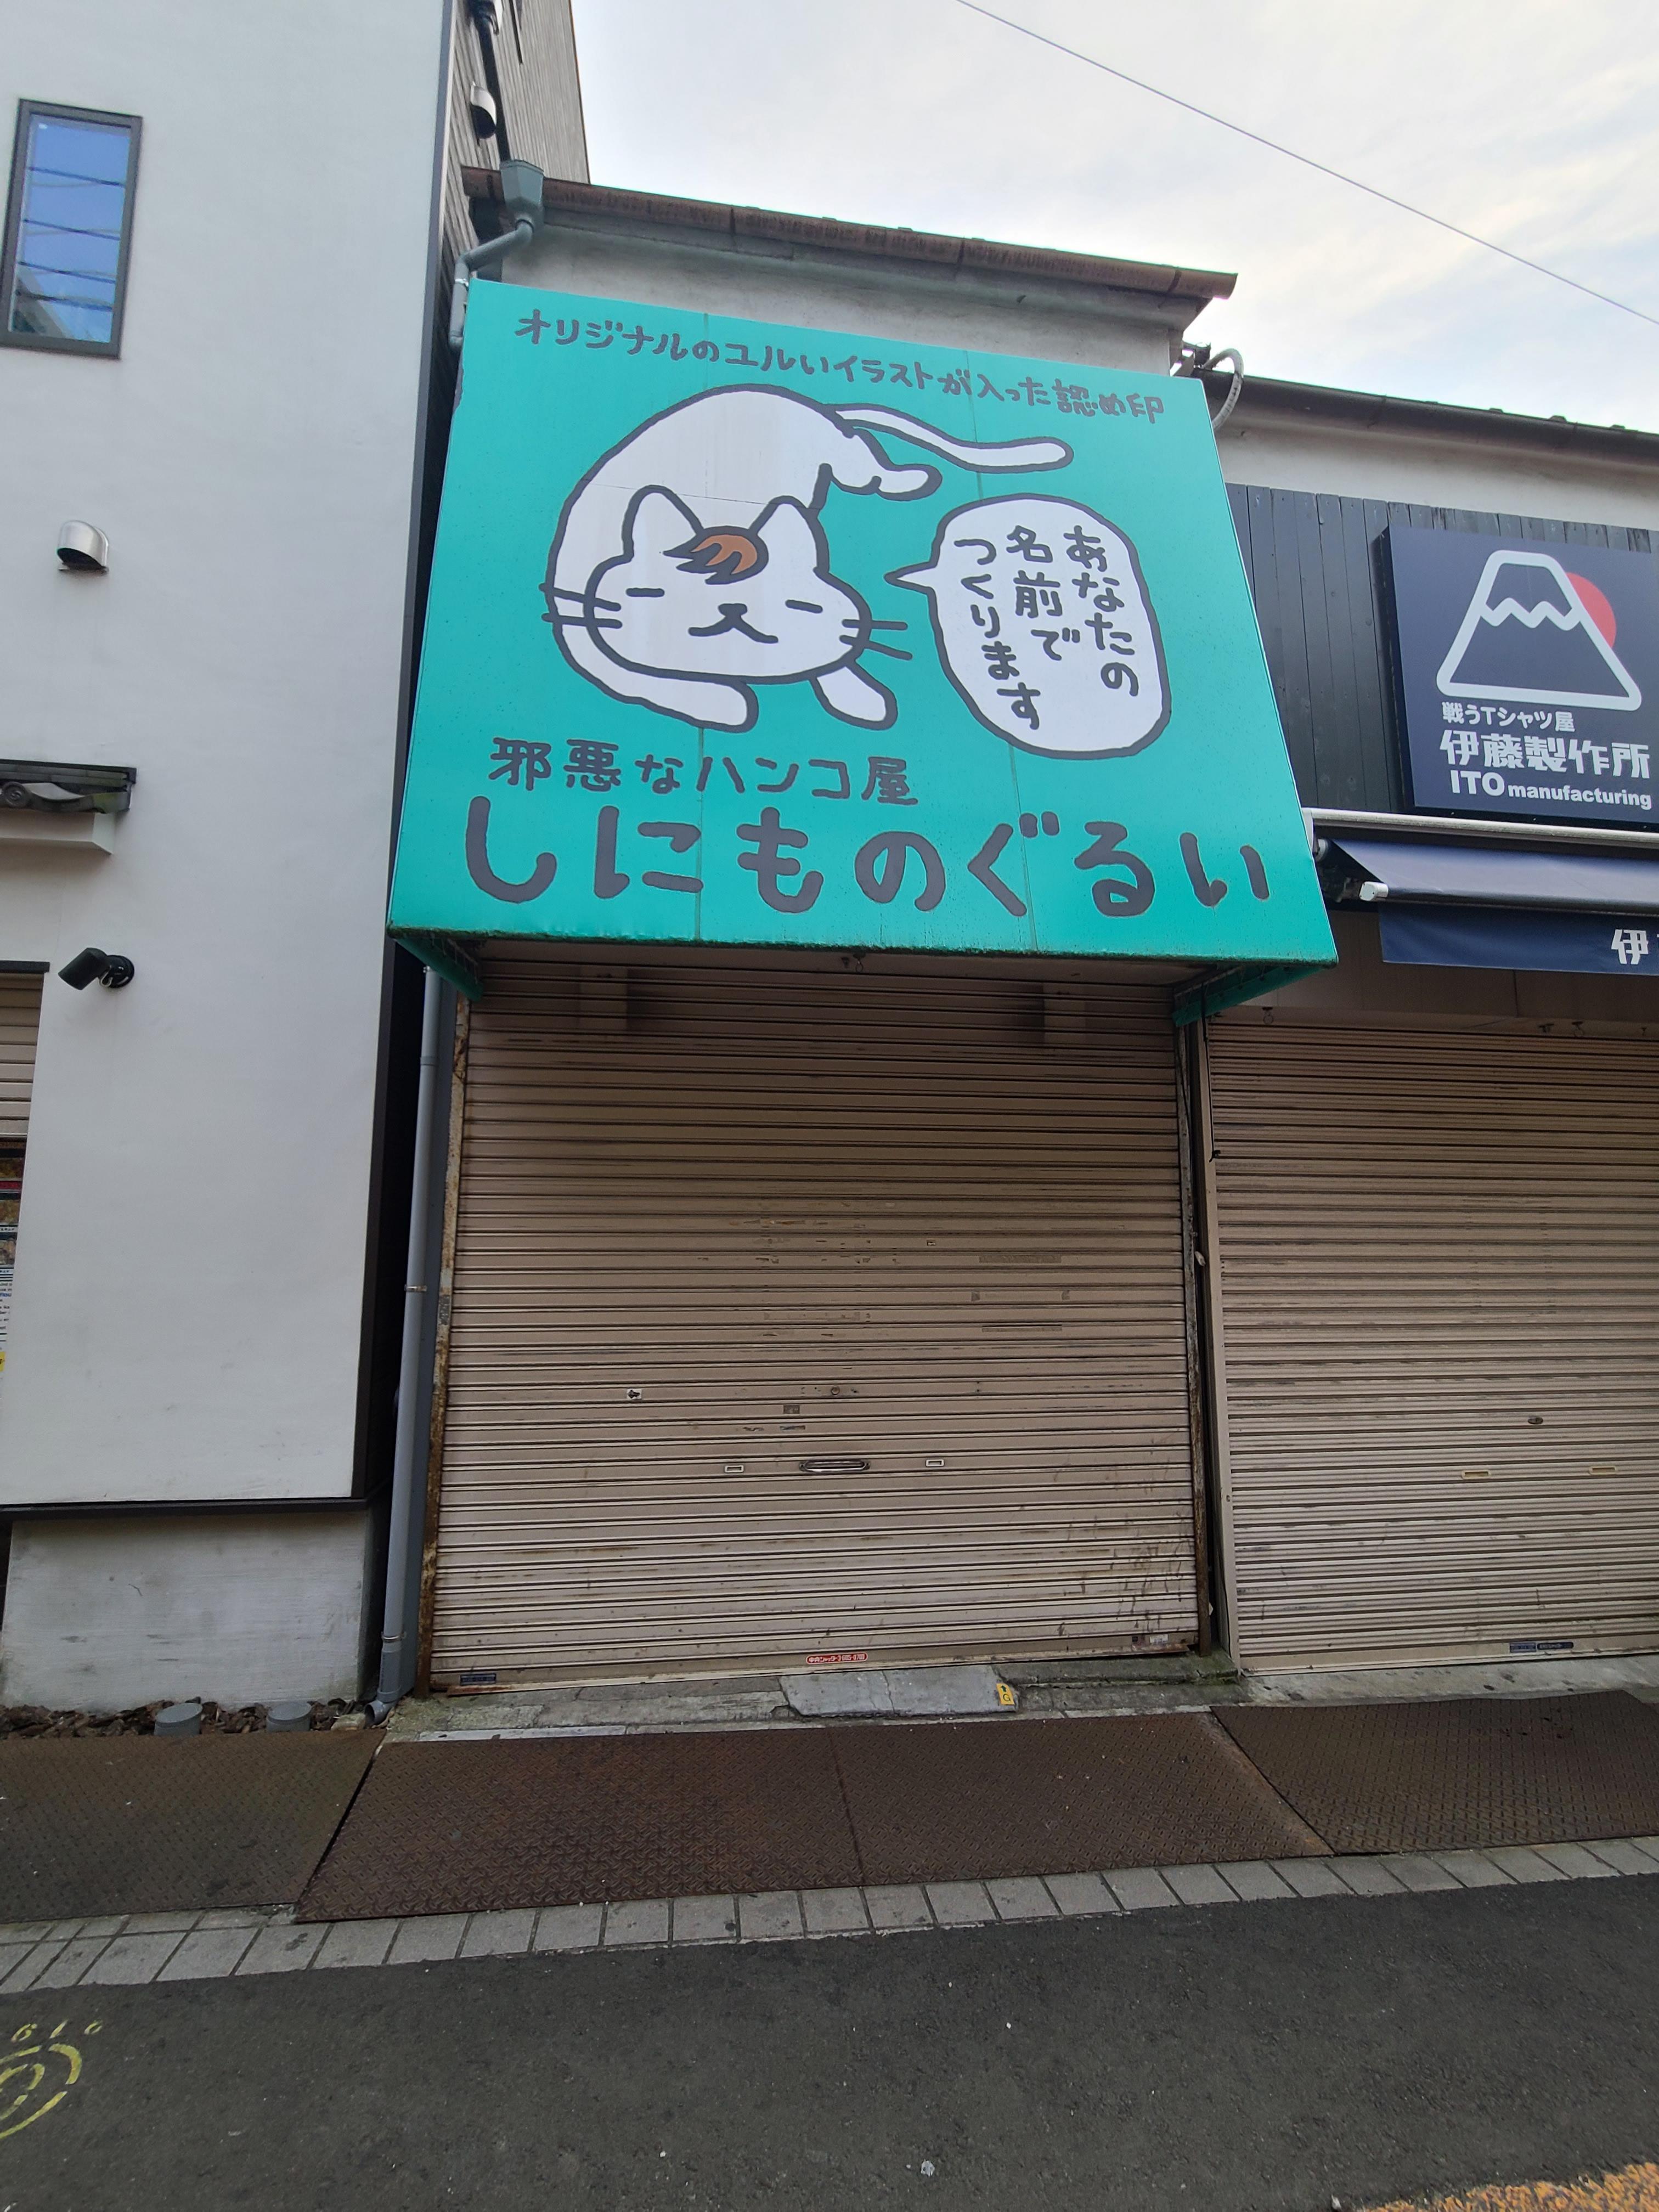 オリジナルのユルいイラストが入った認め印
あなたの
名前で
つくります
邪悪なハンコ屋
しにものぐるい
戦うTシャツ屋
伊藤製作所
ITO manufacturing
伊
G